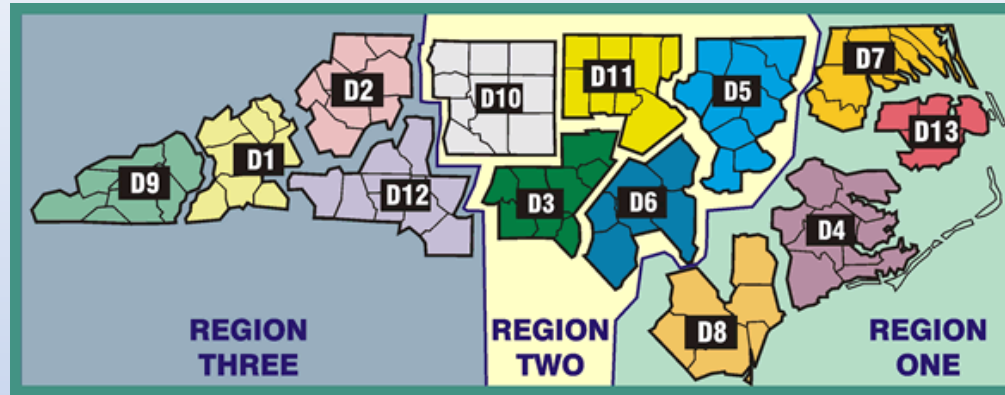 D2
D10
D11
D5
D7
D13
D1
D9
D12
D3
D6
D4
D8
REGION
THREE
REGION
TWO
REGION
ONE